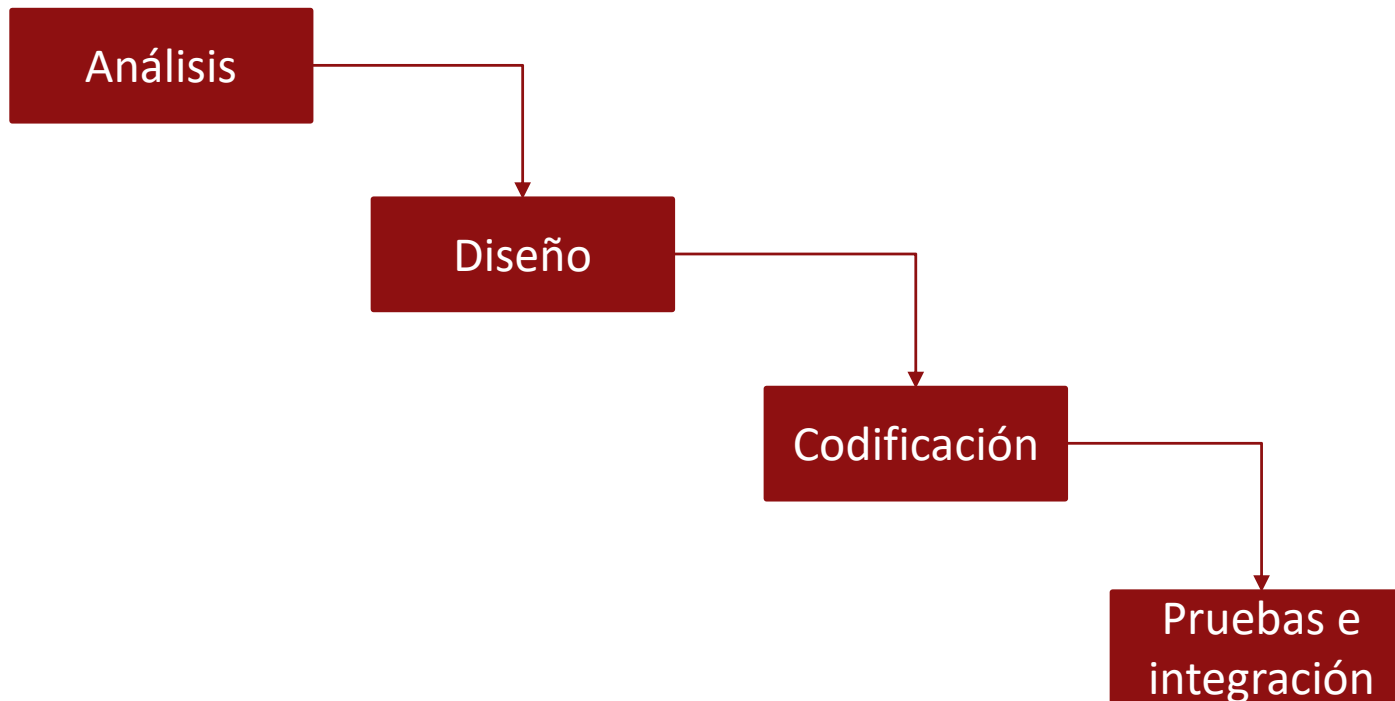 Análisis
Diseño
Codificación
Pruebas e
integración